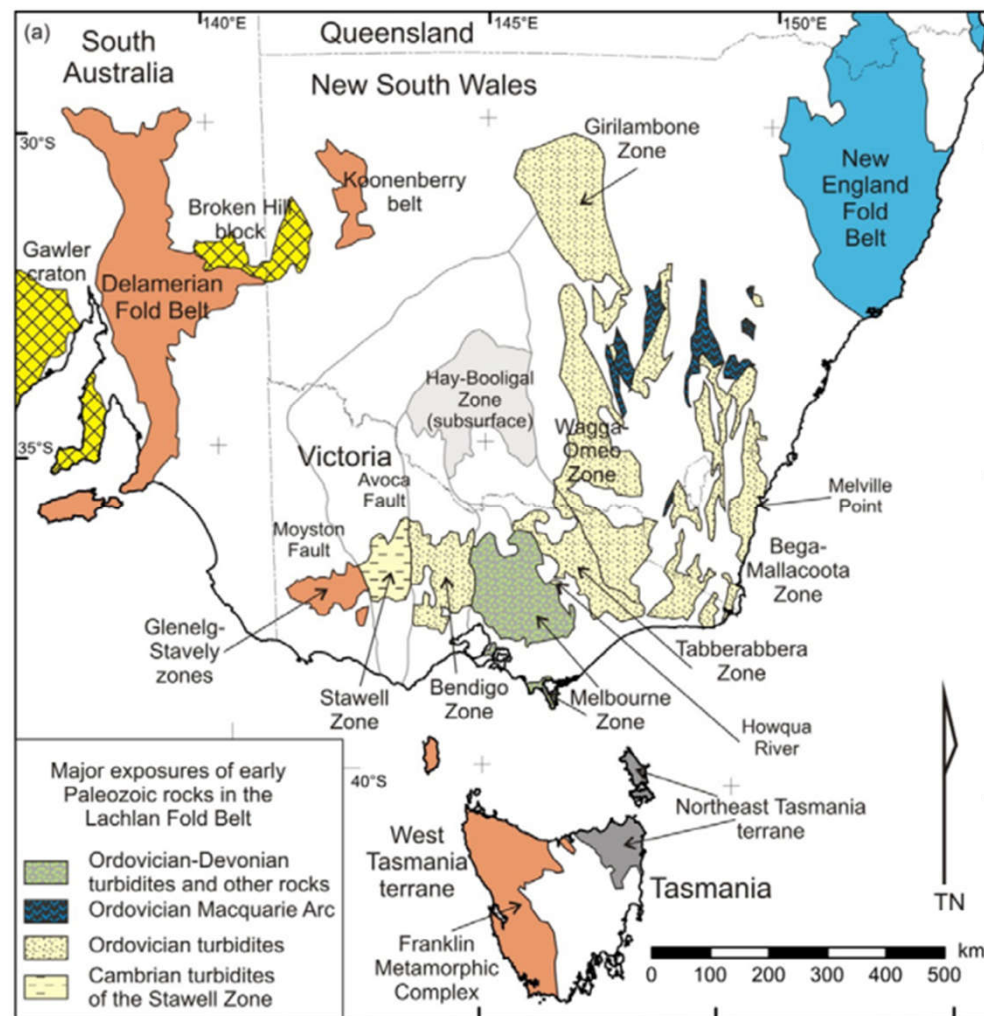 (a)
140°E
145°E
150°E
South
Australia
Queensland
New South Wales
30°S
Girilambone
Zone
New
England
Fold
Belt
Koonenberry
belt
Broken Hill
block
Gawler
craton
Delamerian
Fold Belt
Hay-Booligal
Zone
(subsurface)
35°S
Wagga-
Omeo
Zone
Victoria
Avoca
Fault
Melville
Point
Moyston
Fault
Bega-
Mallacoota
Zone
Glenelg-
Stavely
zones
Tabberabbera
Zone
Stawell
Zone
Bendigo
Zone
Melbourne
Zone
Howqua
River
40°S
Northeast Tasmania
terrane
West
Tasmania
terrane
Tasmania
TN
Franklin
Metamorphic
Complex
km
0 100 200 300 400 500
Major exposures of early
Paleozoic rocks in the
Lachlan Fold Belt
Ordovician-Devonian
turbidites and other rocks
Ordovician Macquarie Arc
Ordovician turbidites
Cambrian turbidites
of the Stawell Zone